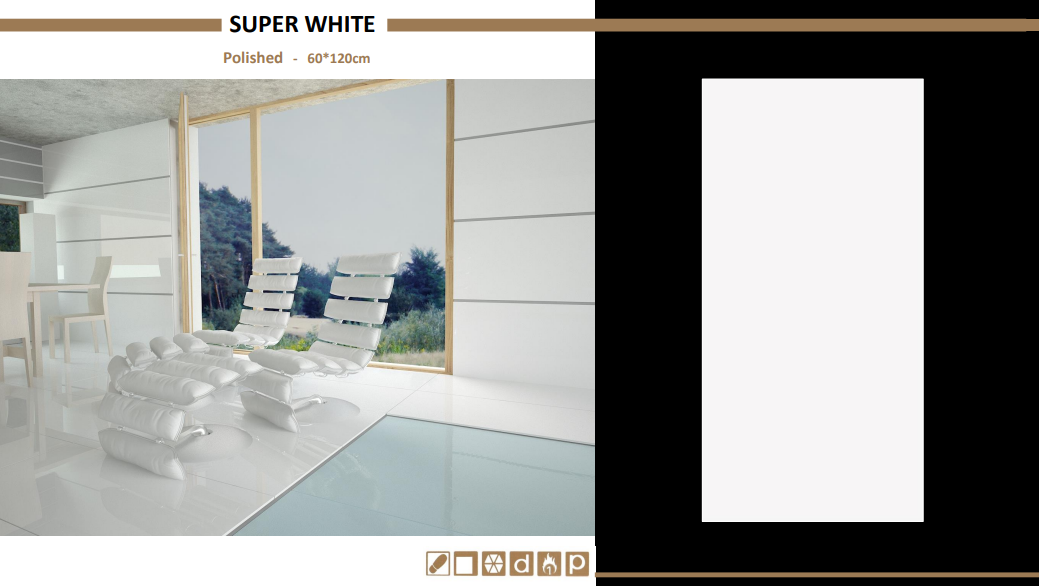 SUPER WHITE
Polished - 60*120cm
d p